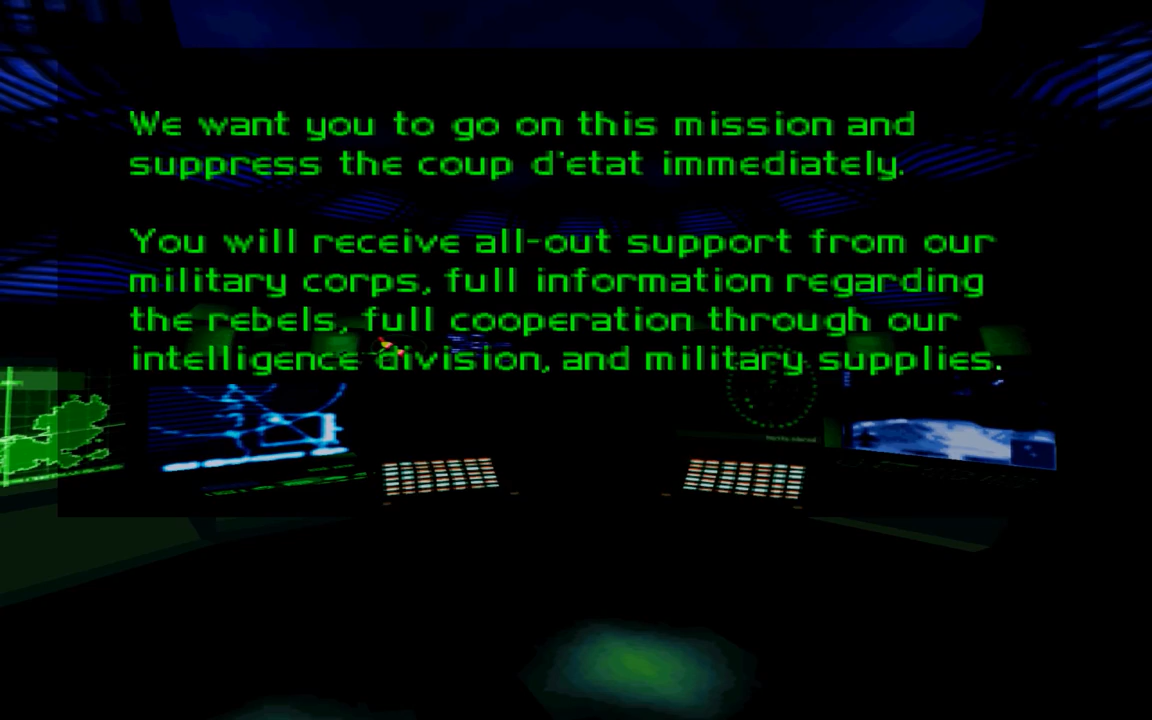 We want you to go on this mission and
suppress the coup d'etat immediately.
You will receive all-out support from our
military corps, full information regarding
the rebels, full cooperation through our
intelligence division, and military supplies.